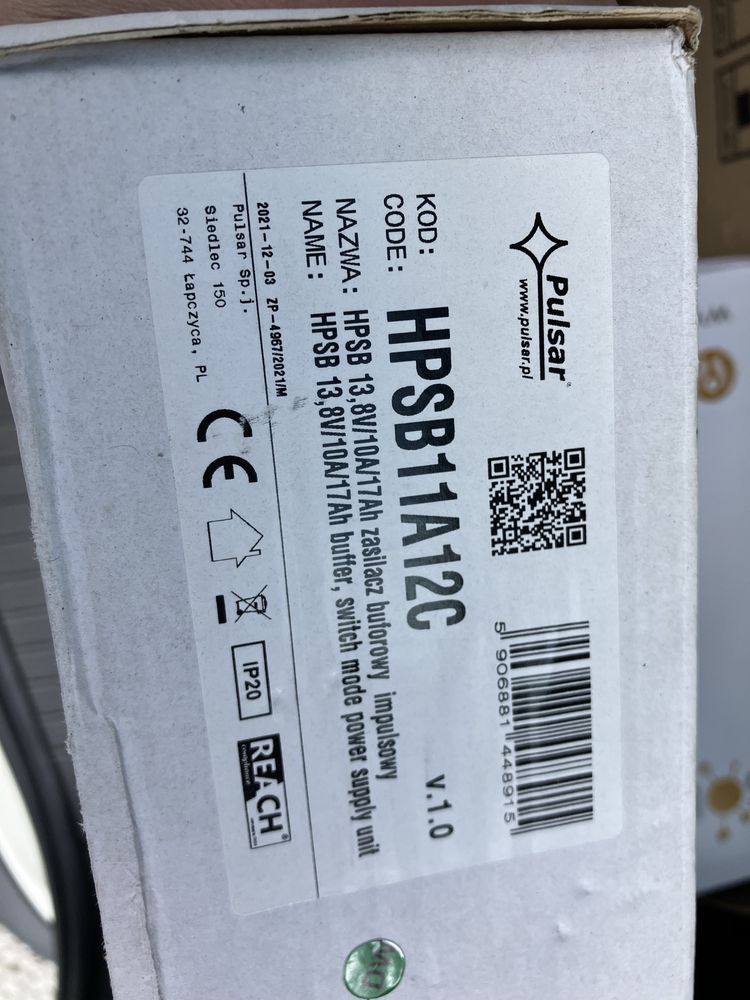 Pulsar®
www.pulsar.pl
5 906881 448915
KOD:
CODE:
HPSB11A12C
v.1.0
NAZWA: HPSB 13,8V/10A/17Ah zasilacz buforowy impulsowy
NAME: HPSB 13,8V/10A/17Ah buffer, switch mode power supply unit
2021-12-03 ZP-4967/2021/M
Pulsar Sp.j.
Siedlec 150
32-744 Łapczyca, PL
CE
IP20
REACH®
compliance